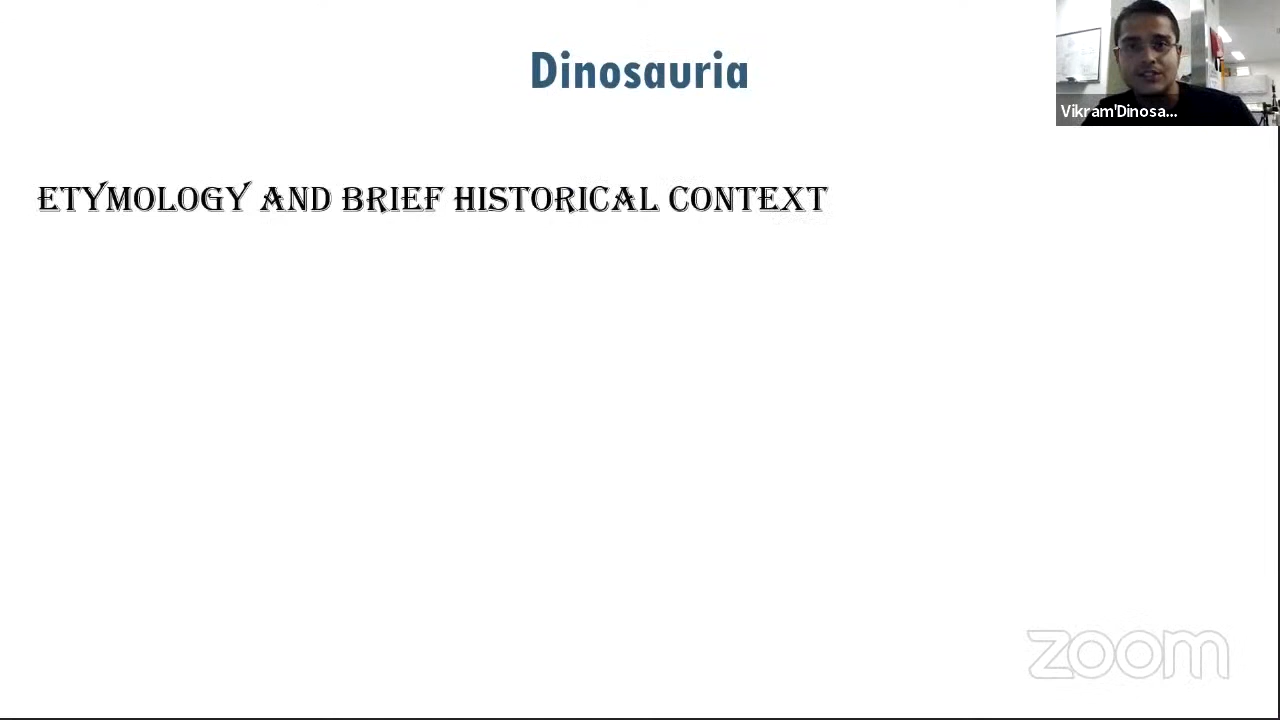 Dinosauria
Vikram'Dinosa...
ETYMOLOGY AND BRIEF HISTORICAL CONTEXT
zoom